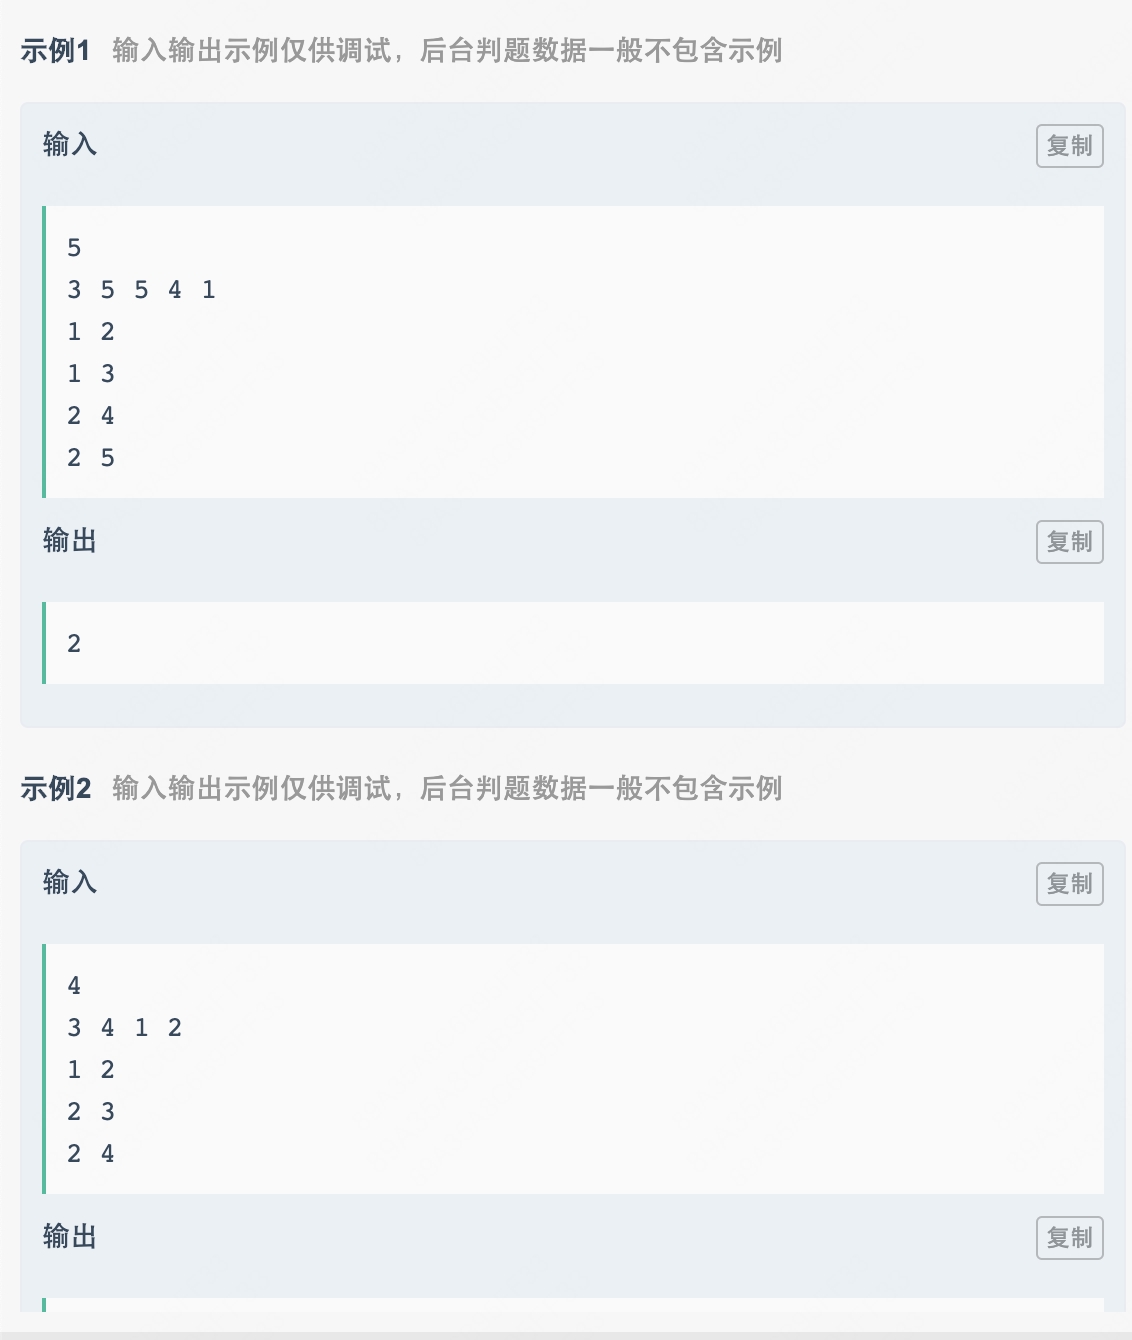 示例1 输入输出示例仅供调试，后台判题数据一般不包含示例
输入
复制
5
3 5 5 4 1
1 2
1 3
2 4
2 5
输出
复制
2
示例2 输入输出示例仅供调试，后台判题数据一般不包含示例
输入
复制
4
3 4 1 2
1 2
2 3
2 4
输出
复制